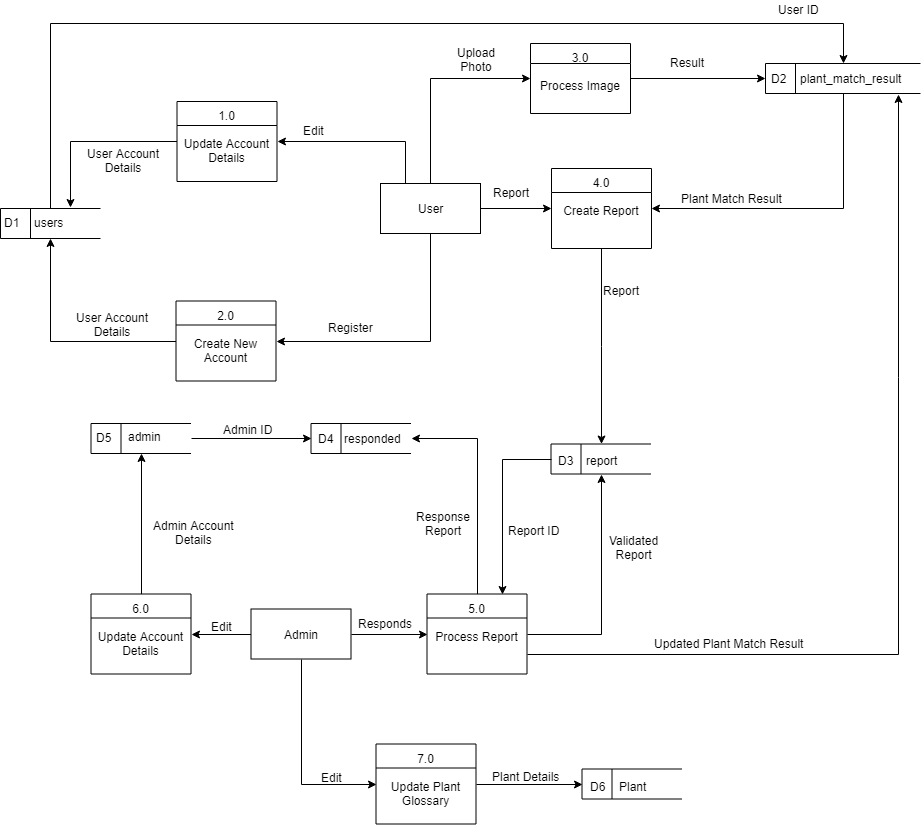 User ID
Upload
Photo
3.0
Process Image
Result
D2
plant_match_result
1.0
Update Account
Details
Edit
User Account
Details
User
Report
4.0
Create Report
Plant Match Result
D1
users
Report
User Account
Details
2.0
Create New
Account
Register
D5
admin
Admin ID
D4
responded
D3
report
Admin Account
Details
Response
Report
Report ID
Validated
Report
6.0
Update Account
Details
Edit
Admin
Responds
5.0
Process Report
Updated Plant Match Result
7.0
Update Plant
Glossary
Edit
Plant Details
D6
Plant